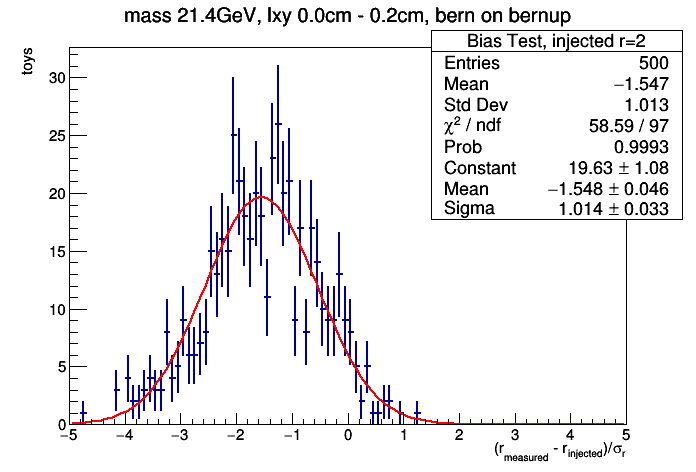 mass 21.4GeV, lxy 0.0cm - 0.2cm, bern on bernup
toys
Bias Test, injected r=2
Entries 500
Mean −1.547
Std Dev 1.013
χ² / ndf 58.59 / 97
Prob 0.9993
Constant 19.63 ± 1.08
Mean −1.548 ± 0.046
Sigma 1.014 ± 0.033
30
25
20
15
10
5
0
−5 −4 −3 −2 −1 0 1 2 3 4 5
(r_measured - r_injected)/σ_r